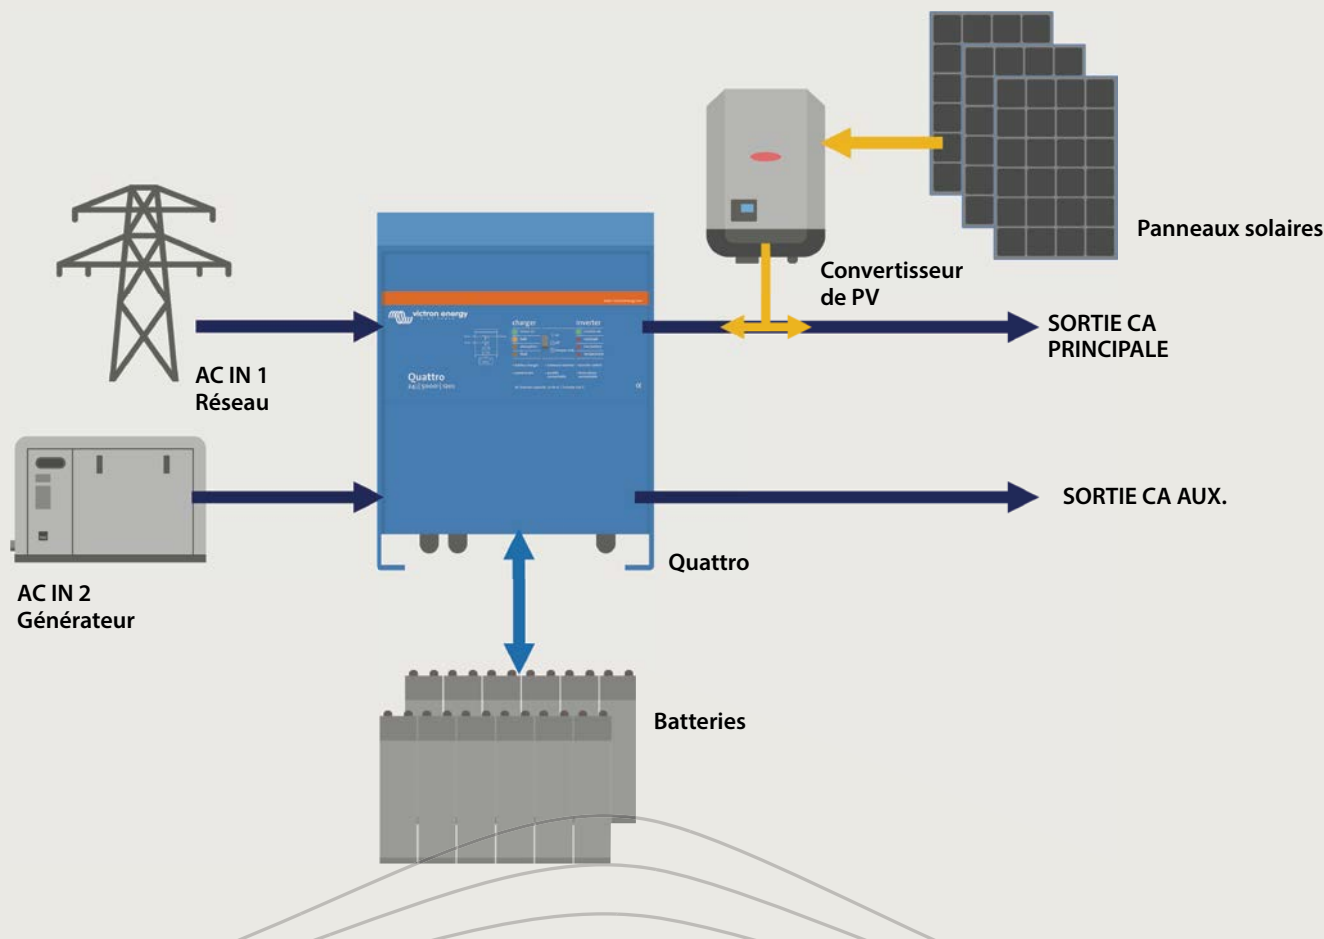 Panneaux solaires
Convertisseur
de PV
SORTIE CA
PRINCIPALE
AC IN 1
Réseau
victron energy
charger
inverter
Quattro
SORTIE CA AUX.
Quattro
AC IN 2
Générateur
Batteries